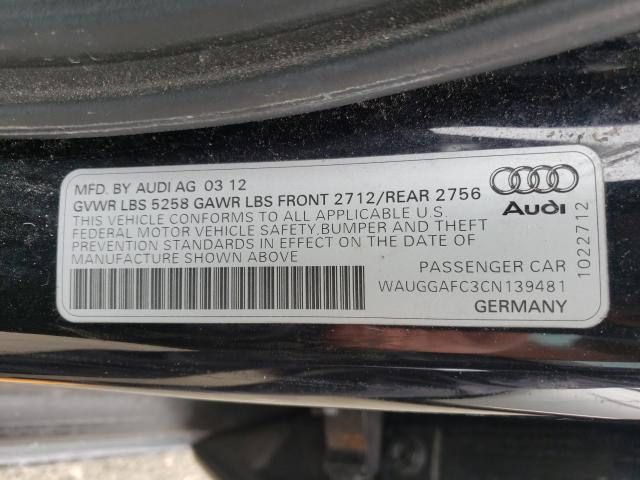 MFD. BY AUDI AG 03 12
GVWR LBS 5258 GAWR LBS FRONT 2712/REAR 2756
THIS VEHICLE CONFORMS TO ALL APPLICABLE U.S.
FEDERAL MOTOR VEHICLE SAFETY,BUMPER AND THEFT
PREVENTION STANDARDS IN EFFECT ON THE DATE OF
MANUFACTURE SHOWN ABOVE
Audi
PASSENGER CAR
WAUGGAFC3CN139481
GERMANY
1022712